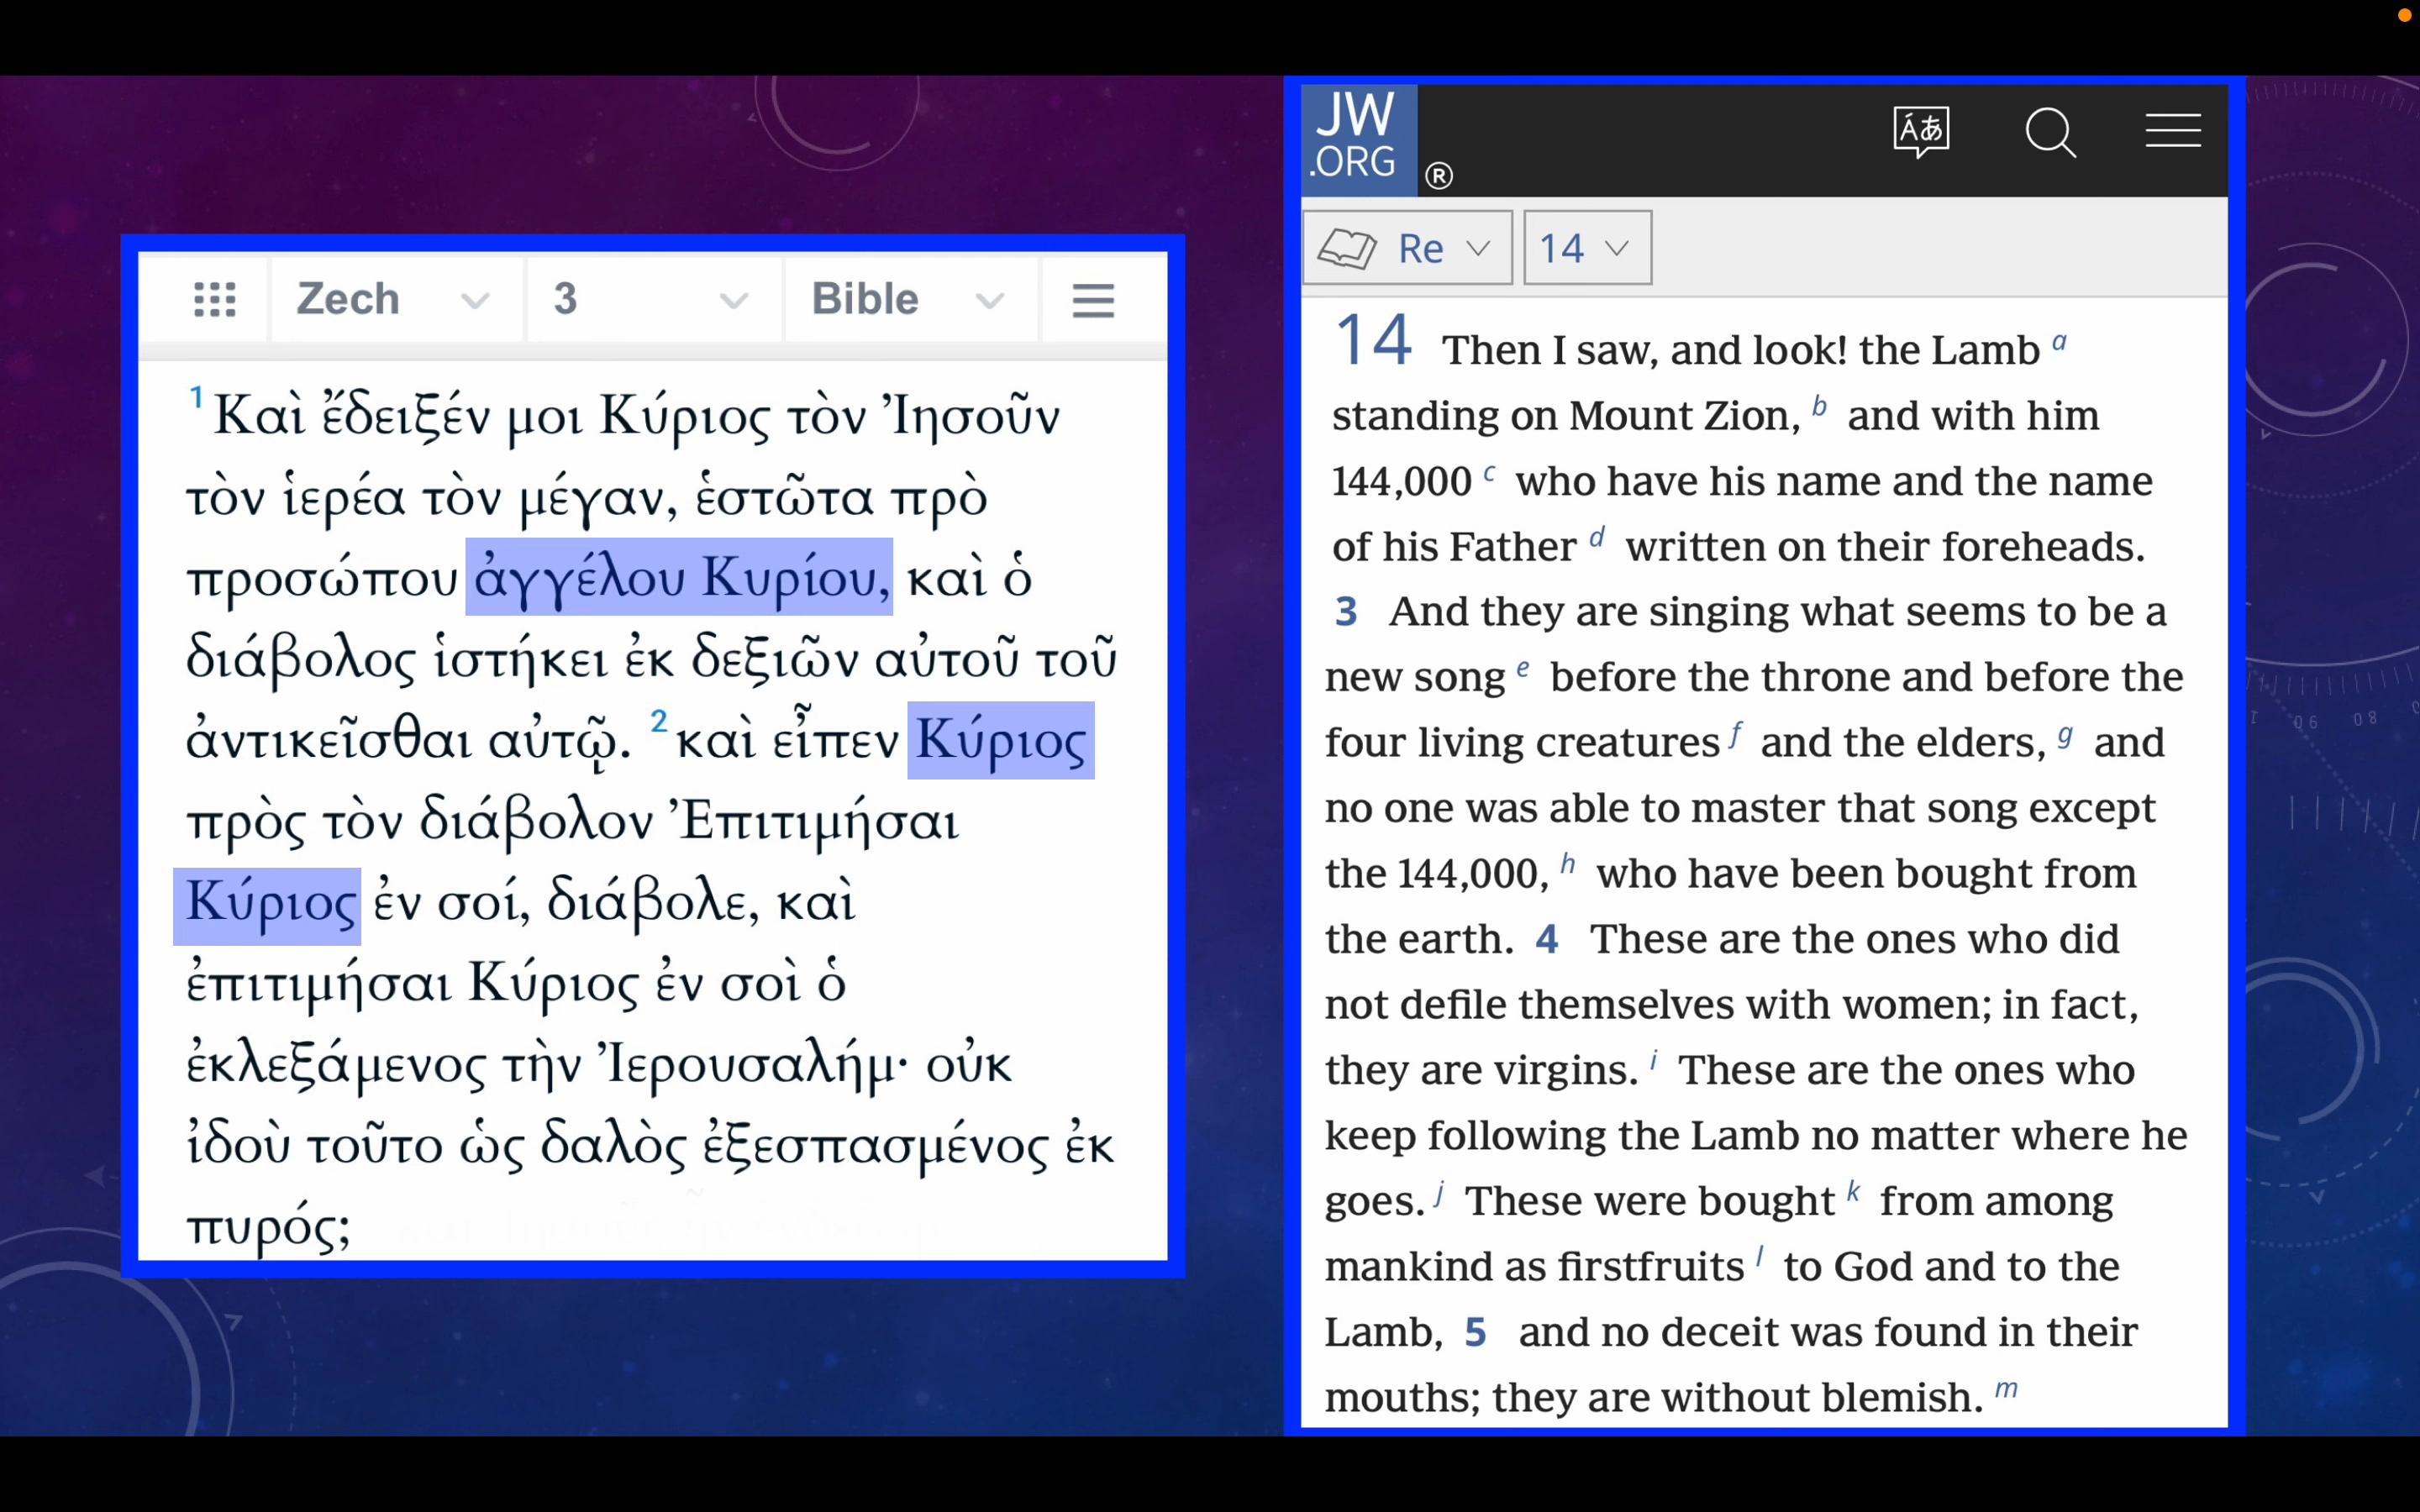 Zech 3 Bible
1 Καὶ ἔδειξέν μοι Κύριος τὸν Ἰησοῦν
τὸν ἱερέα τὸν μέγαν, ἑστῶτα πρὸ
προσώπου ἀγγέλου Κυρίου, καὶ ὁ
διάβολος ἱστήκει ἐκ δεξιῶν αὐτοῦ τοῦ
ἀντικεῖσθαι αὐτῷ. 2 καὶ εἶπεν Κύριος
πρὸς τὸν διάβολον Ἐπιτιμήσαι
Κύριος ἐν σοί, διάβολε, καὶ
ἐπιτιμήσαι Κύριος ἐν σοὶ ὁ
ἐκλεξάμενος τὴν Ἰερουσαλήμ· οὐκ
ἰδοὺ τοῦτο ὡς δαλὸς ἐξεσπασμένος ἐκ
πυρός;
JW
.ORG ®
Áあ
Re 14
14 Then I saw, and look! the Lamb a
standing on Mount Zion, b and with him
144,000 c who have his name and the name
of his Father d written on their foreheads.
3 And they are singing what seems to be a
new song e before the throne and before the
four living creatures f and the elders, g and
no one was able to master that song except
the 144,000, h who have been bought from
the earth. 4 These are the ones who did
not defile themselves with women; in fact,
they are virgins. i These are the ones who
keep following the Lamb no matter where he
goes. j These were bought k from among
mankind as firstfruits l to God and to the
Lamb, 5 and no deceit was found in their
mouths; they are without blemish. m